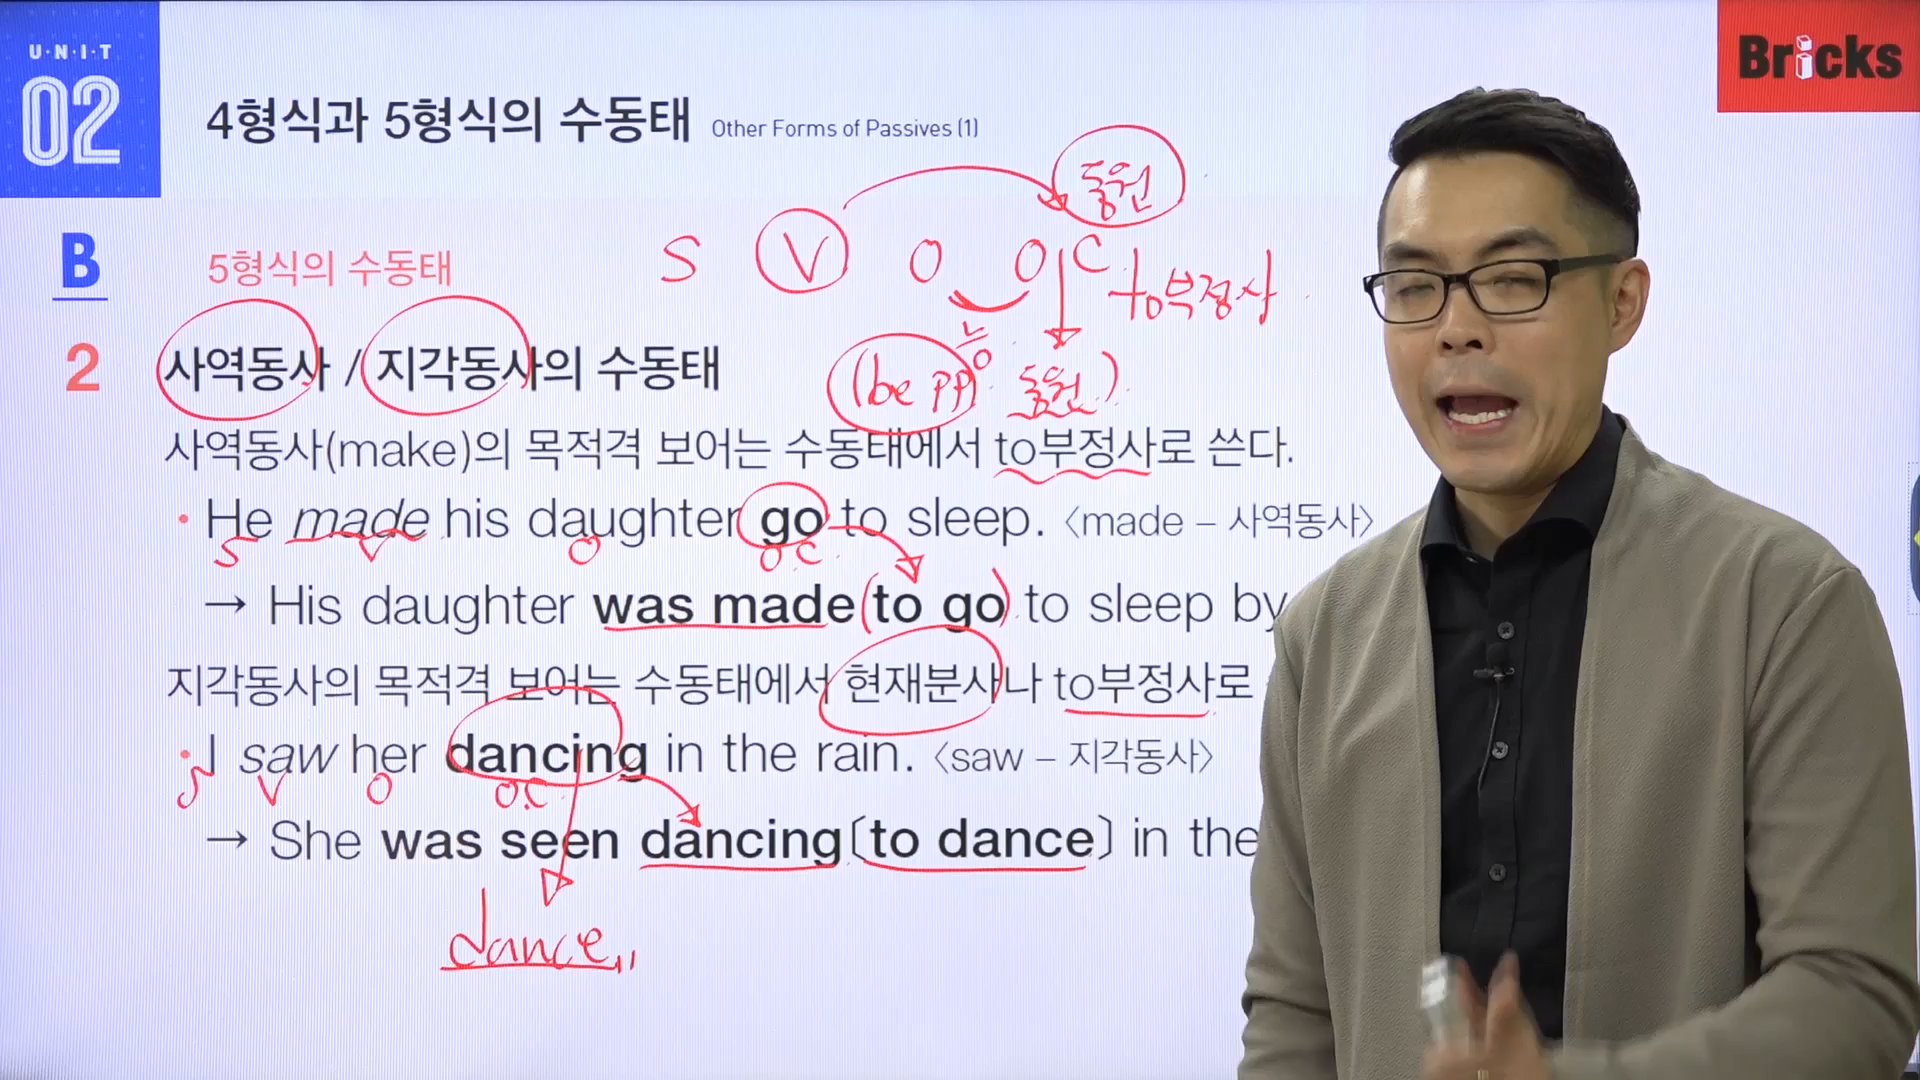 U·N·I·T
02
4형식과 5형식의 수동태 Other Forms of Passives (1)
Bricks
동원
B 5형식의 수동태
S V O O C to부정사
2 사역동사 / 지각동사의 수동태
(be pp 동원)
사역동사(make)의 목적격 보어는 수동태에서 to부정사로 쓴다.
• He made his daughter go to sleep. <made – 사역동사>
S V O O C
→ His daughter was made (to go) to sleep by
지각동사의 목적격 보어는 수동태에서 현재분사나 to부정사로
• I saw her dancing in the rain. <saw – 지각동사>
S V O O.C
→ She was seen dancing〔to dance〕 in the
dance